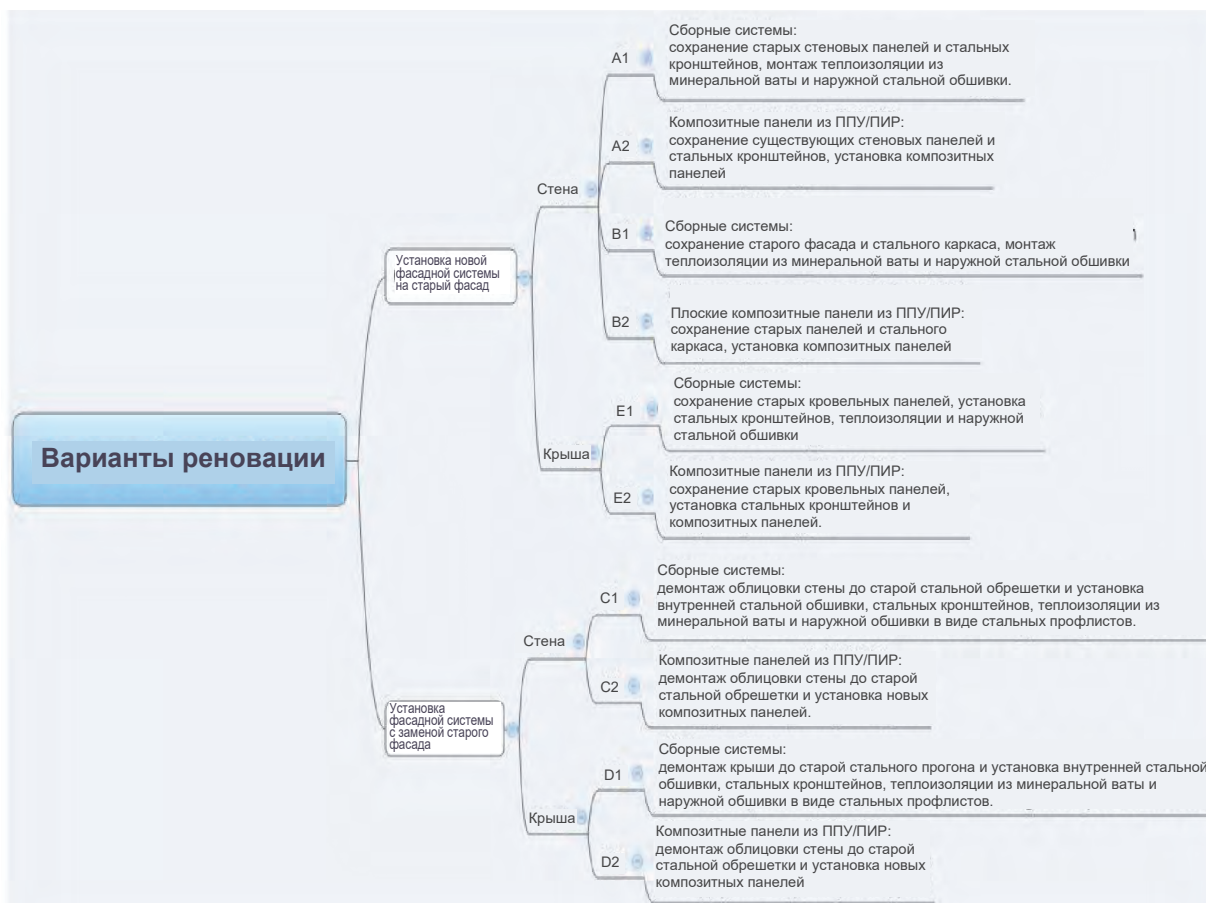 Варианты реновации
Установка новой
фасадной системы
на старый фасад
Стена
A1
Сборные системы:
сохранение старых стеновых панелей и стальных
кронштейнов, монтаж теплоизоляции из
минеральной ваты и наружной стальной обшивки.
A2
Композитные панели из ППУ/ПИР:
сохранение существующих стеновых панелей и
стальных кронштейнов, установка композитных
панелей
B1
Сборные системы:
сохранение старого фасада и стального каркаса, монтаж
теплоизоляции из минеральной ваты и наружной стальной обшивки
B2
Плоские композитные панели из ППУ/ПИР:
сохранение старых панелей и стального
каркаса, установка композитных панелей
Крыша
E1
Сборные системы:
сохранение старых кровельных панелей, установка
стальных кронштейнов, теплоизоляции и наружной
стальной обшивки
E2
Композитные панели из ППУ/ПИР:
сохранение старых кровельных панелей,
установка стальных кронштейнов и
композитных панелей.
Установка
фасадной системы
с заменой старого
фасада
Стена
C1
Сборные системы:
демонтаж облицовки стены до старой стальной обрешетки и установка
внутренней стальной обшивки, стальных кронштейнов, теплоизоляции из
минеральной ваты и наружной обшивки в виде стальных профлистов.
C2
Композитные панелей из ППУ/ПИР:
демонтаж облицовки стены до старой
стальной обрешетки и установка новых
композитных панелей.
Крыша
D1
Сборные системы:
демонтаж крыши до старой стального прогона и установка внутренней стальной
обшивки, стальных кронштейнов, теплоизоляции из минеральной ваты и
наружной обшивки в виде стальных профлистов.
D2
Композитные панели из ППУ/ПИР:
демонтаж облицовки стены до старой
стальной обрешетки и установка новых
композитных панелей